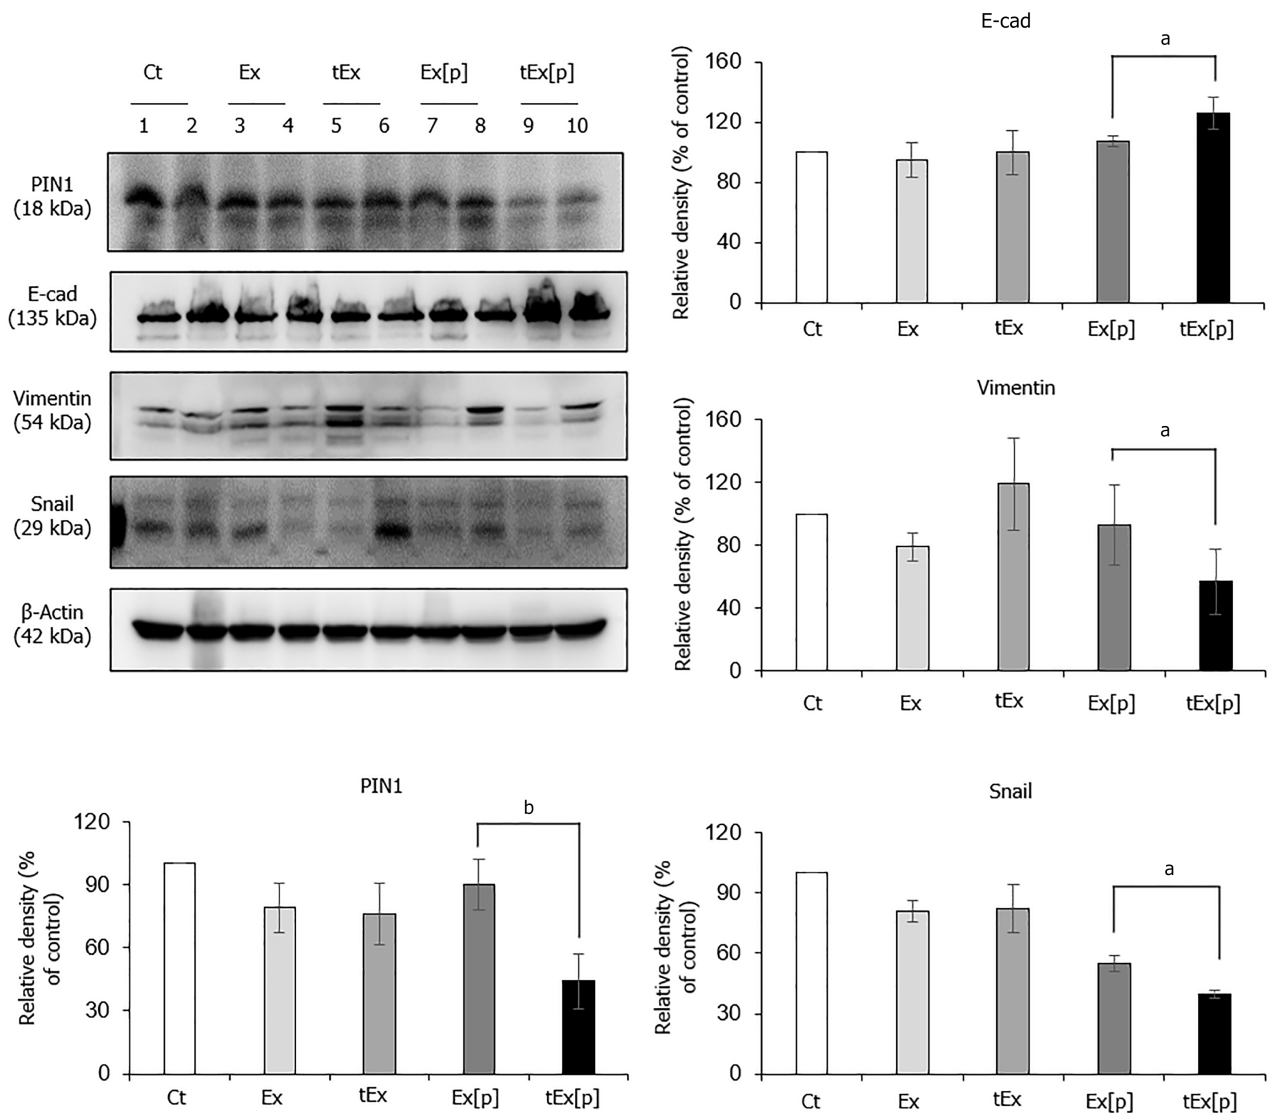 Ct Ex tEx Ex[p] tEx[p]
1 2 3 4 5 6 7 8 9 10
PIN1
(18 kDa)
E-cad
(135 kDa)
Vimentin
(54 kDa)
Snail
(29 kDa)
β-Actin
(42 kDa)
E-cad
a
Relative density (% of control)
160
120
80
40
0
Ct Ex tEx Ex[p] tEx[p]
Vimentin
a
Relative density (% of control)
160
120
80
40
0
Ct Ex tEx Ex[p] tEx[p]
PIN1
b
Relative density (%
of control)
120
90
60
30
0
Ct Ex tEx Ex[p] tEx[p]
Snail
a
Relative density (%
of control)
120
90
60
30
0
Ct Ex tEx Ex[p] tEx[p]